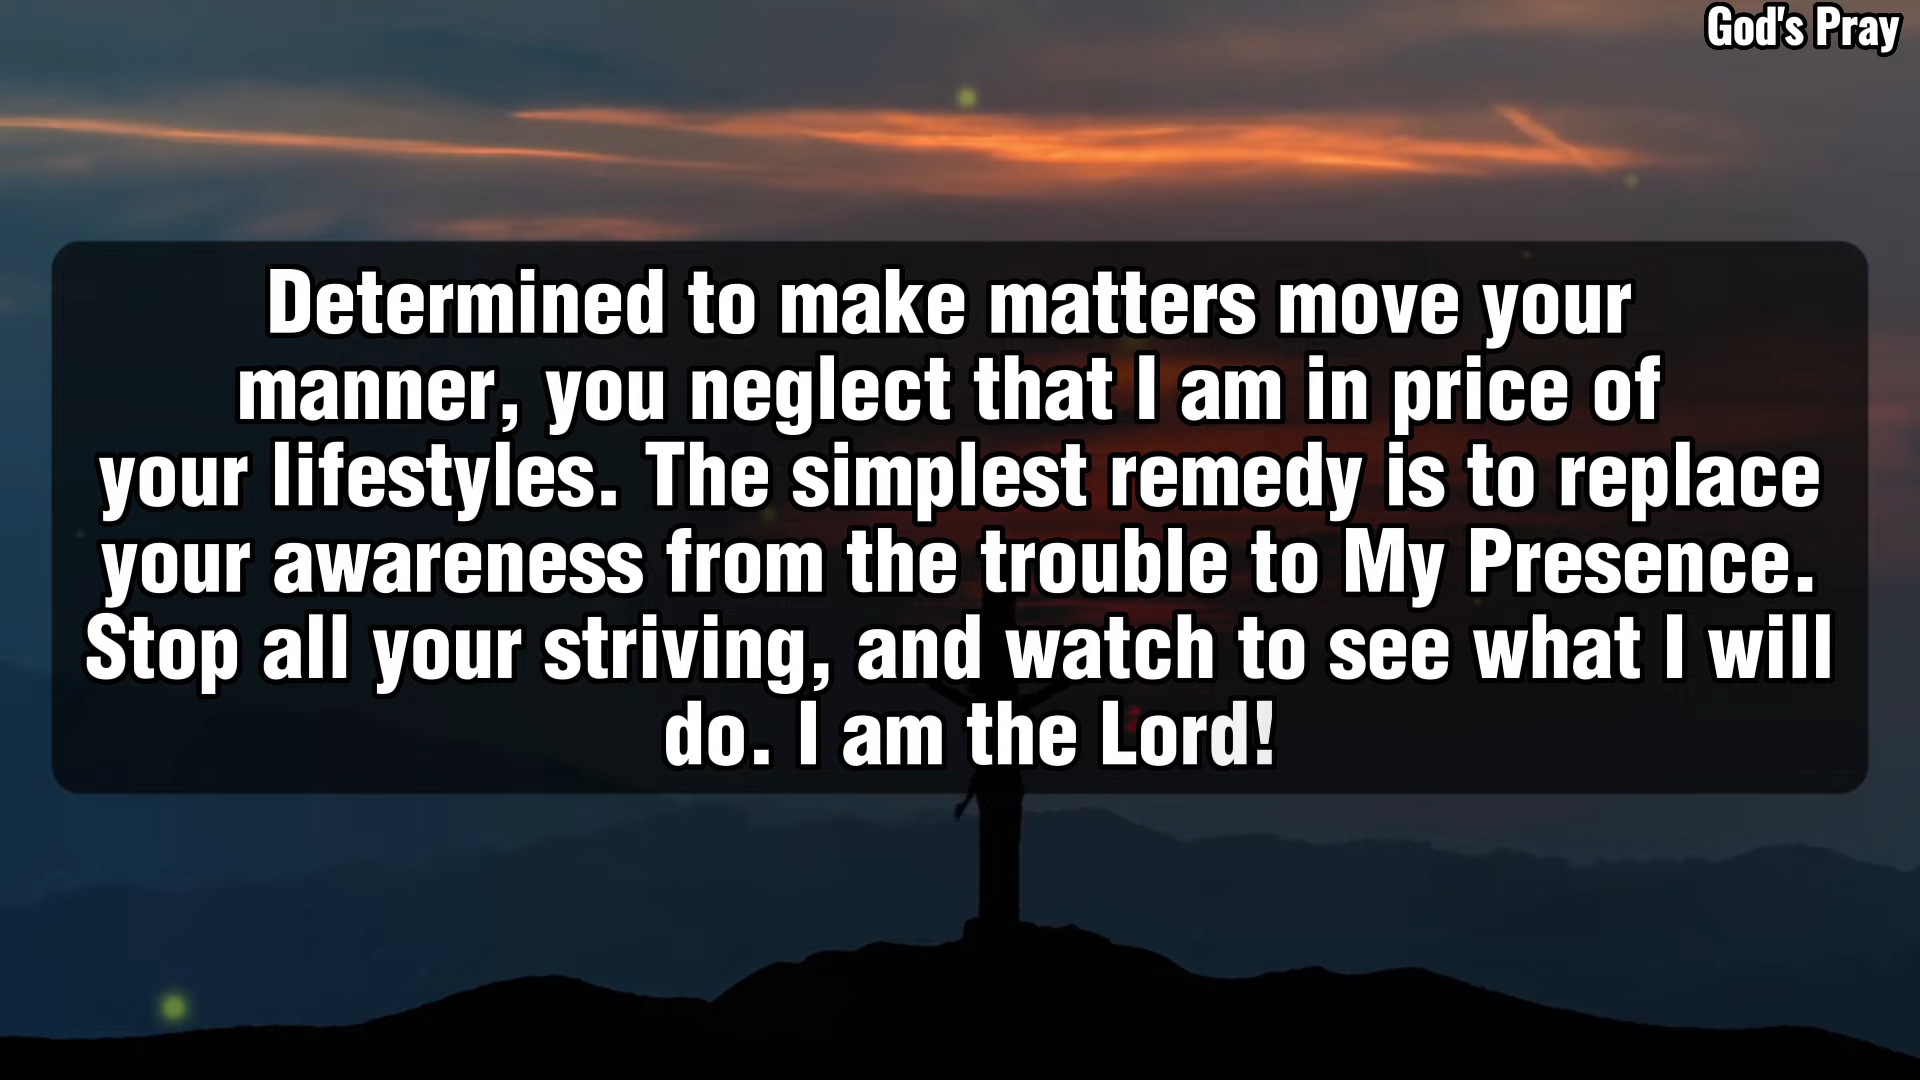 God's Pray
Determined to make matters move your
manner, you neglect that I am in price of
your lifestyles. The simplest remedy is to replace
your awareness from the trouble to My Presence.
Stop all your striving, and watch to see what I will
do. I am the Lord!